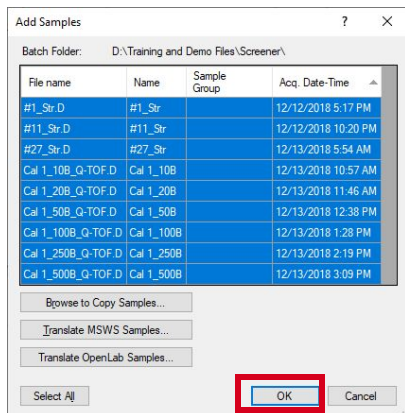 Add Samples ? ×
Batch Folder: D:\Training and Demo Files\Screener\
File name Name Sample Group Acq. Date-Time
#1_Str.D #1_Str 12/12/2018 5:17 PM
#11_Str.D #11_Str 12/12/2018 10:20 PM
#27_Str.D #27_Str 12/13/2018 5:54 AM
Cal 1_10B_Q-TOF.D Cal 1_10B 12/13/2018 10:57 AM
Cal 1_20B_Q-TOF.D Cal 1_20B 12/13/2018 11:46 AM
Cal 1_50B_Q-TOF.D Cal 1_50B 12/13/2018 12:38 PM
Cal 1_100B_Q-TOF.D Cal 1_100B 12/13/2018 1:28 PM
Cal 1_250B_Q-TOF.D Cal 1_250B 12/13/2018 2:19 PM
Cal 1_500B_Q-TOF.D Cal 1_500B 12/13/2018 3:09 PM
Browse to Copy Samples...
Translate MSWS Samples...
Translate OpenLab Samples...
Select All OK Cancel